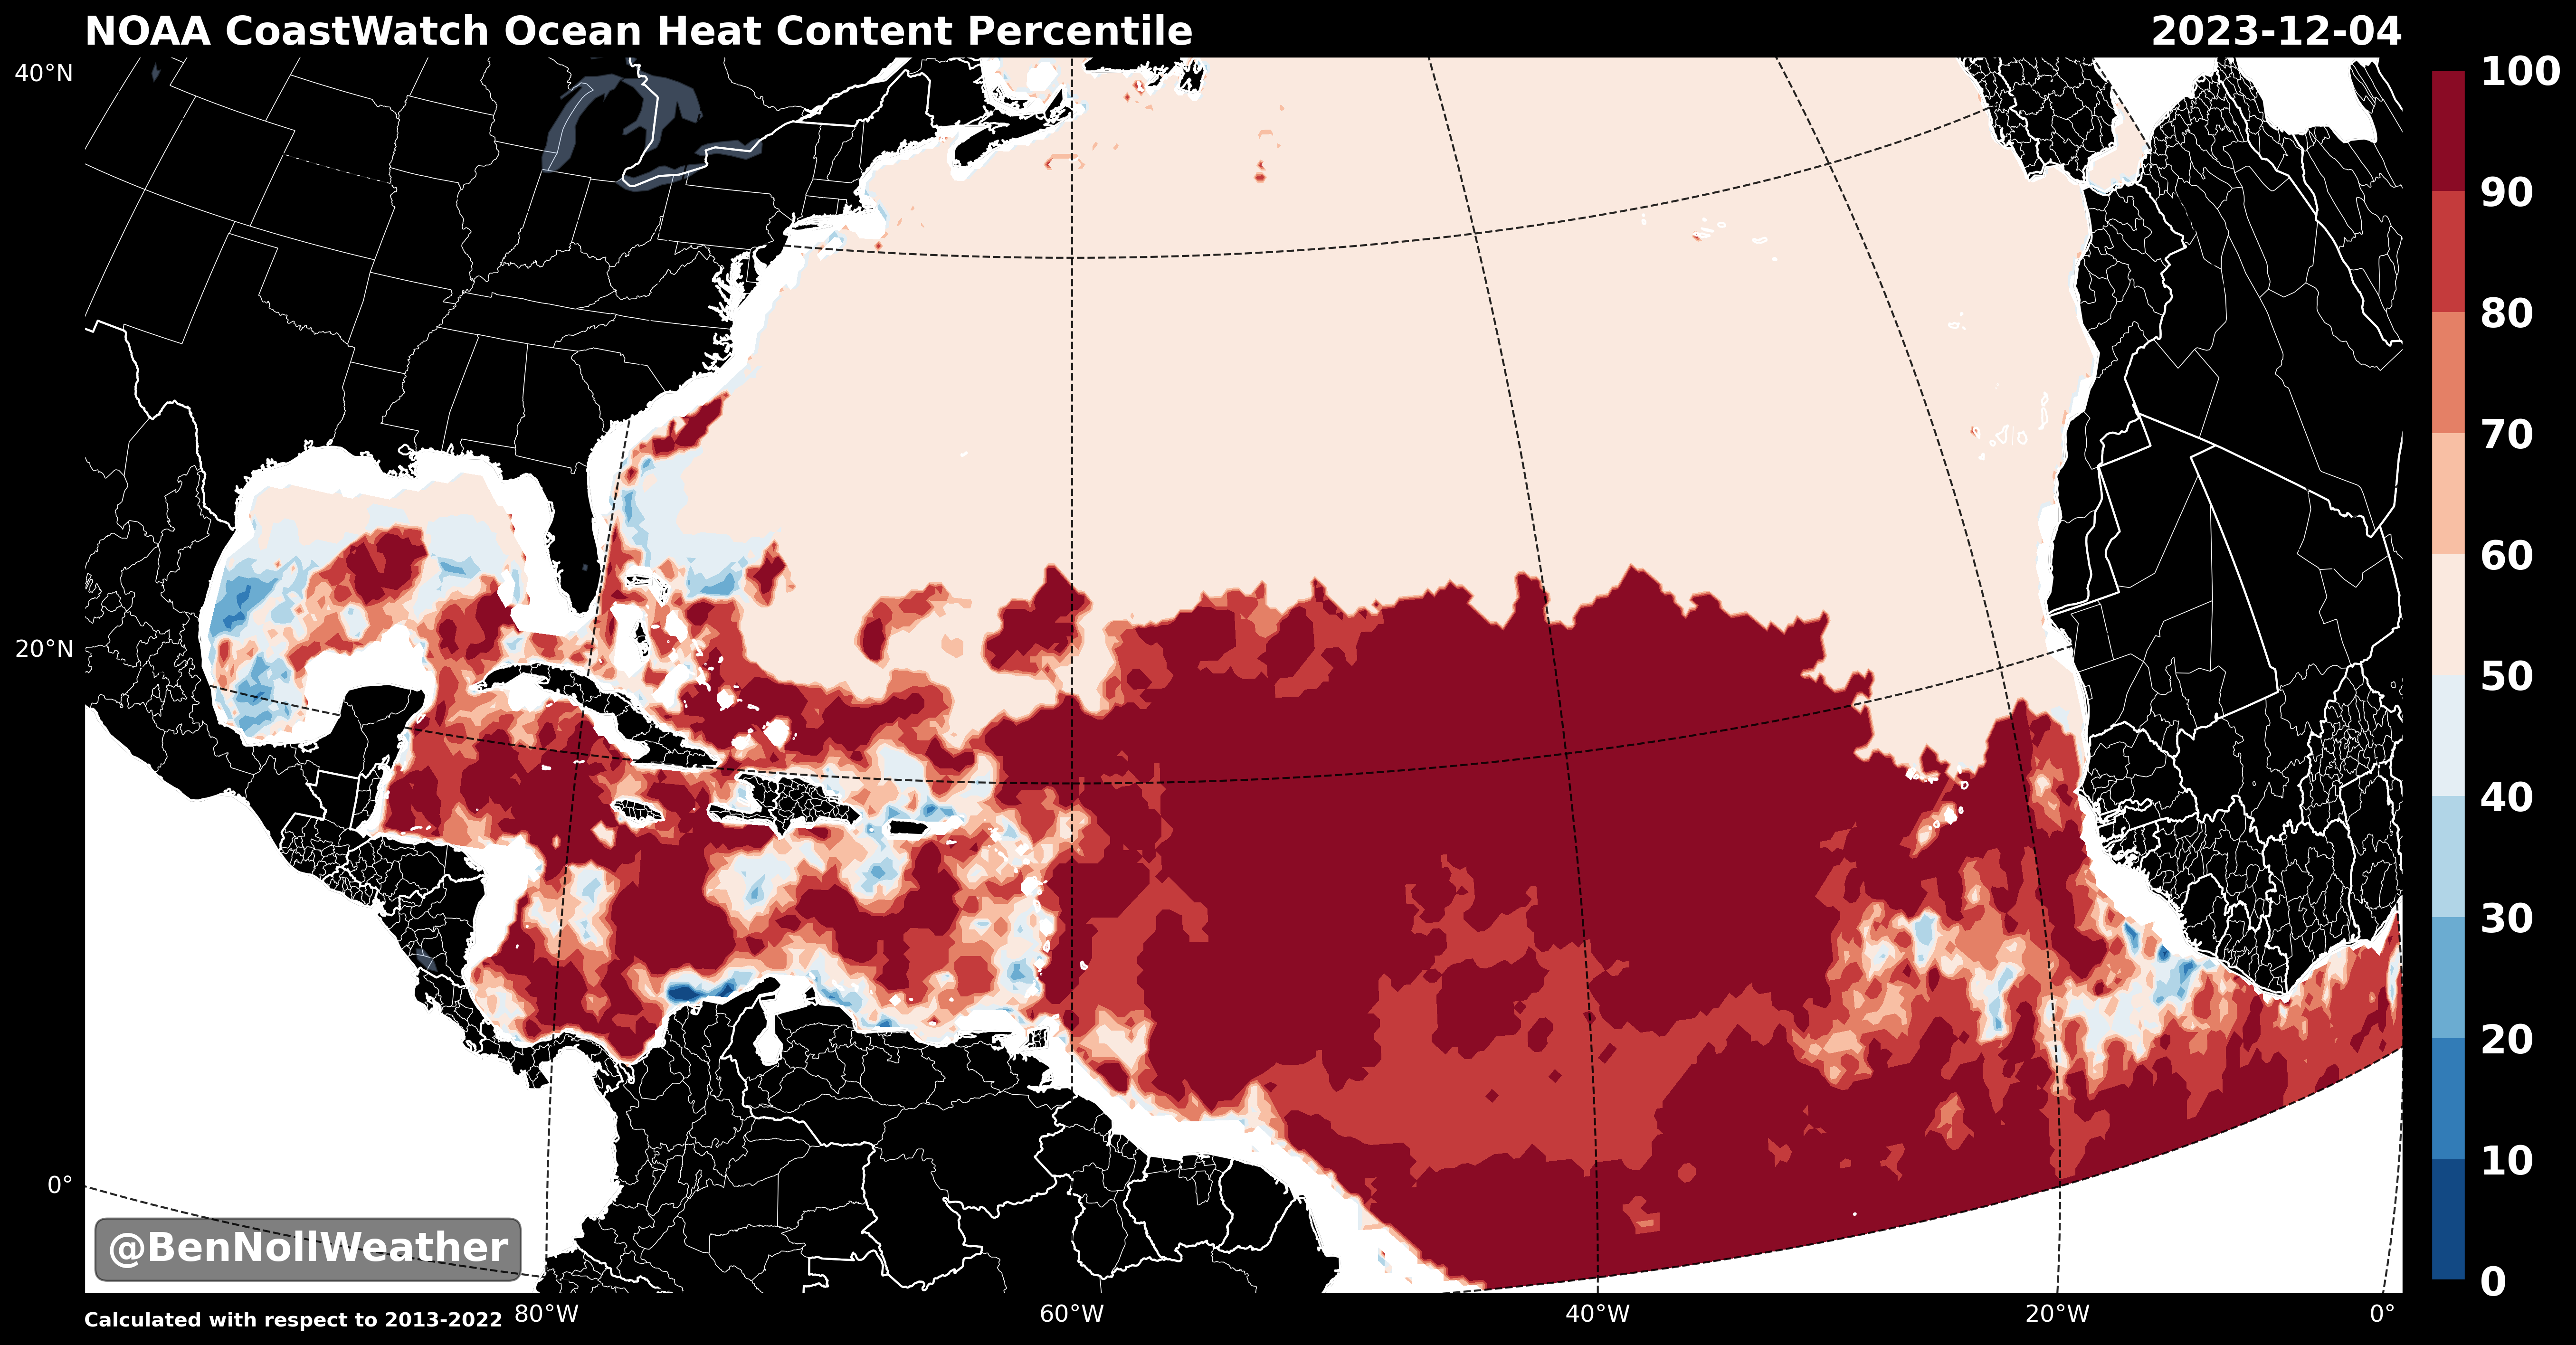 NOAA CoastWatch Ocean Heat Content Percentile 2023-12-04
40°N
20°N
0°
100
90
80
70
60
50
40
30
20
10
0
@BenNollWeather
Calculated with respect to 2013-2022
80°W 60°W 40°W 20°W 0°